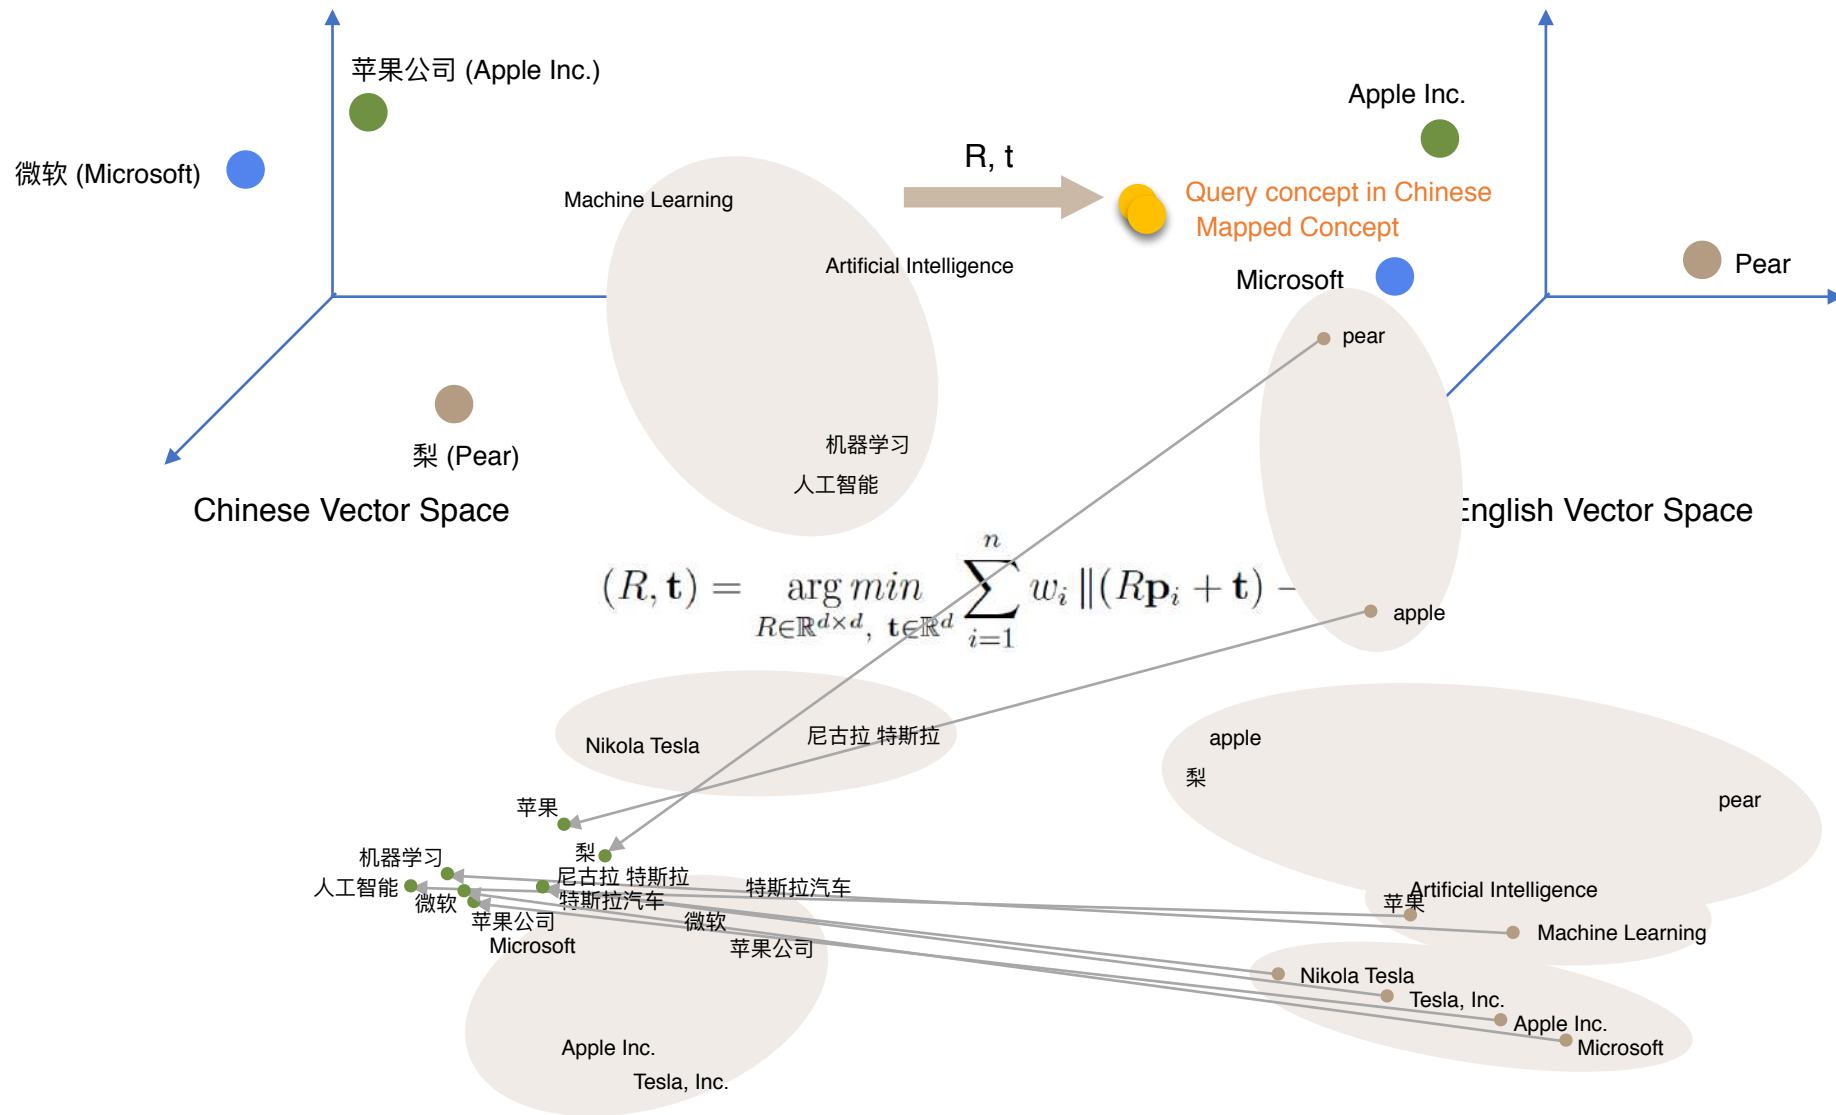 苹果公司 (Apple Inc.)
Apple Inc.
微软 (Microsoft)
R, t
Machine Learning
Query concept in Chinese
Mapped Concept
Artificial Intelligence
Microsoft
Pear
pear
机器学习
梨 (Pear)
人工智能
Chinese Vector Space
English Vector Space
(R, t) = arg min R∈ℝ^{d×d}, t∈ℝ^d ∑_{i=1}^{n} w_i ‖(Rp_i + t) −
apple
Nikola Tesla
尼古拉 特斯拉
apple
梨
pear
苹果
梨
机器学习
尼古拉 特斯拉
人工智能
特斯拉汽车
特斯拉汽车
微软
苹果公司
Microsoft
微软
苹果公司
Artificial Intelligence
苹果
Machine Learning
Nikola Tesla
Tesla, Inc.
Apple Inc.
Microsoft
Apple Inc.
Tesla, Inc.